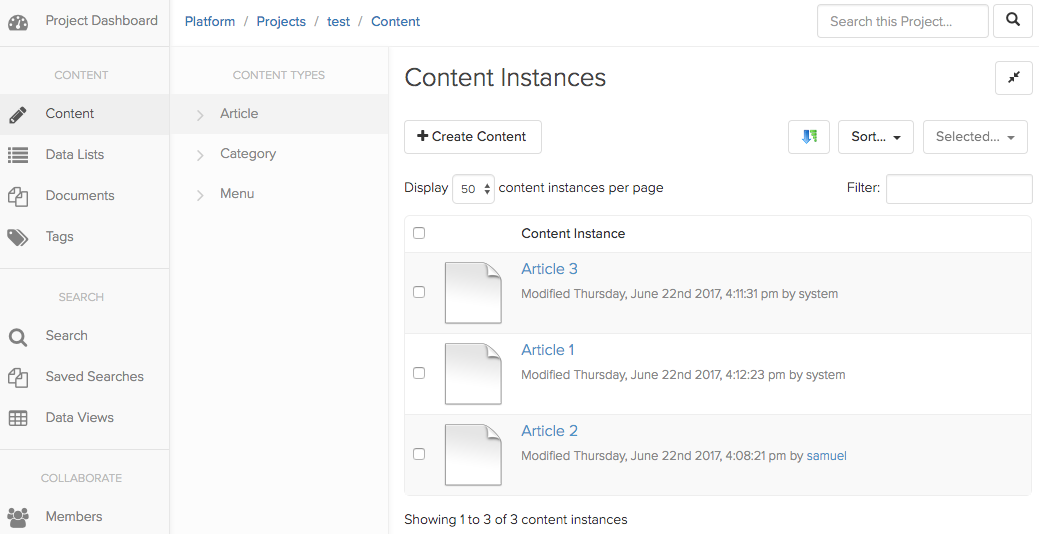 Project Dashboard
CONTENT
Content
Data Lists
Documents
Tags
SEARCH
Search
Saved Searches
Data Views
COLLABORATE
Members
Platform / Projects / test / Content
Search this Project...
CONTENT TYPES
Article
Category
Menu
Content Instances
Create Content
Sort...
Selected...
Display 50 content instances per page
Filter:
Content Instance
Article 3
Modified Thursday, June 22nd 2017, 4:11:31 pm by system
Article 1
Modified Thursday, June 22nd 2017, 4:12:23 pm by system
Article 2
Modified Thursday, June 22nd 2017, 4:08:21 pm by samuel
Showing 1 to 3 of 3 content instances